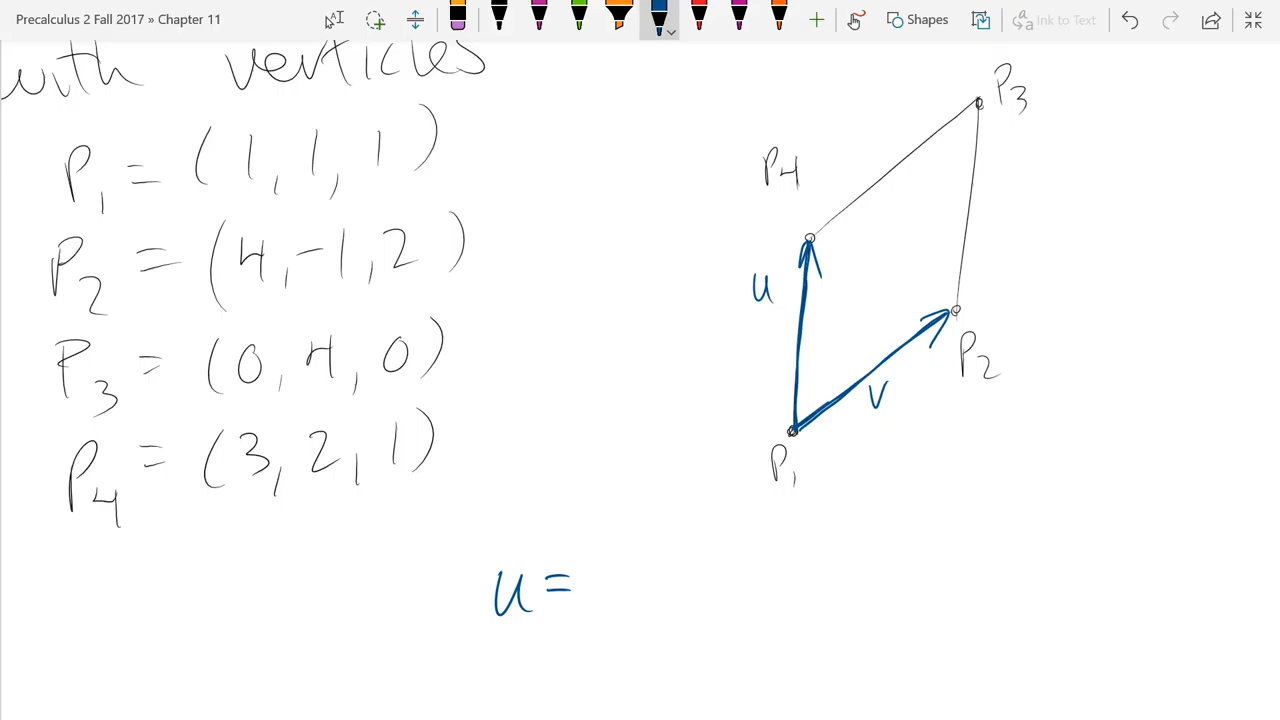 Precalculus 2 Fall 2017 » Chapter 11
Shapes
Ink to Text
with verticles
P1 = (1, 1, 1)
P2 = (4, -1, 2)
P3 = (0, 4, 0)
P4 = (3, 2, 1)
P3
P4
u
P2
v
P1
u =